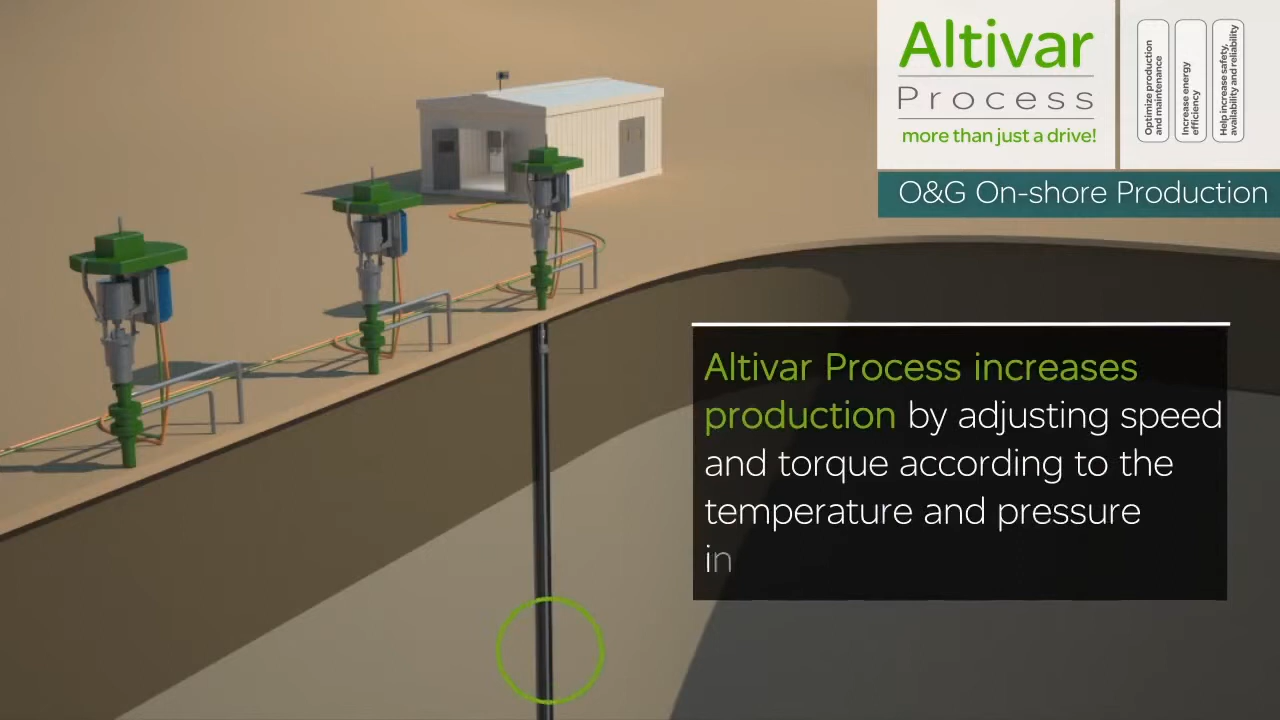 Altivar
Process
more than just a drive!
Optimize production
and maintenance
Increase energy
efficiency
Help increase safety,
availability and reliability
O&G On-shore Production
Altivar Process increases
production by adjusting speed
and torque according to the
temperature and pressure
in